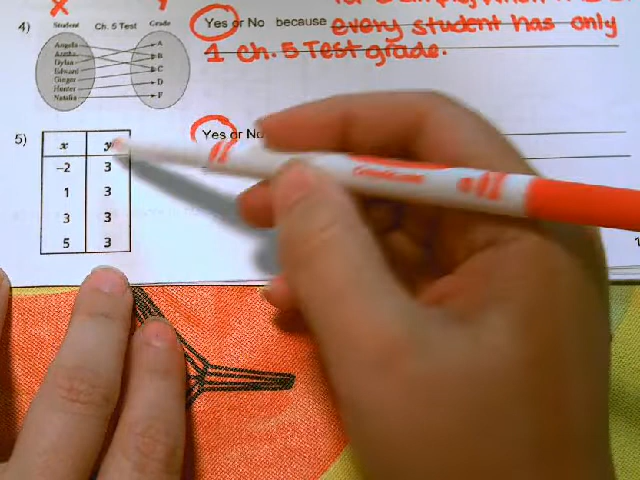 4) Student Ch. 5 Test Grade Yes or No because every student has only
1 Ch. 5 Test grade.
Angela A
B
Dylan C
Edward D
Ginger F
Hunter
Natalia
5) Yes or No
x y
-2 3
1 3
3 3
5 3